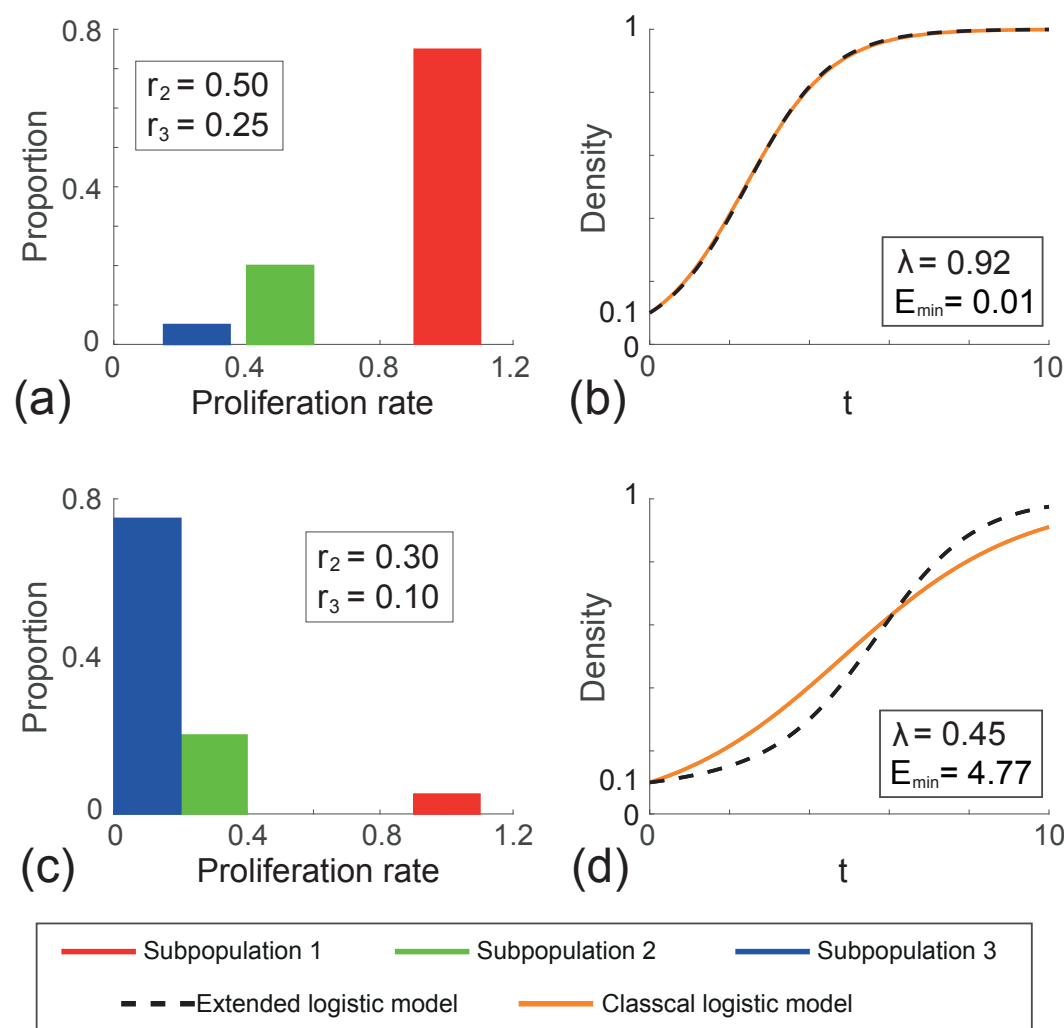 0.8
0.4
0
Proportion
r2 = 0.50
r3 = 0.25
0 0.4 0.8 1.2
Proliferation rate
(a)
1
0.1
0
Density
λ = 0.92
Emin = 0.01
0 10
t
(b)
0.8
0.4
0
Proportion
r2 = 0.30
r3 = 0.10
0 0.4 0.8 1.2
Proliferation rate
(c)
1
0.1
0
Density
λ = 0.45
Emin = 4.77
0 10
t
(d)
Subpopulation 1 Subpopulation 2 Subpopulation 3
Extended logistic model Classcal logistic model